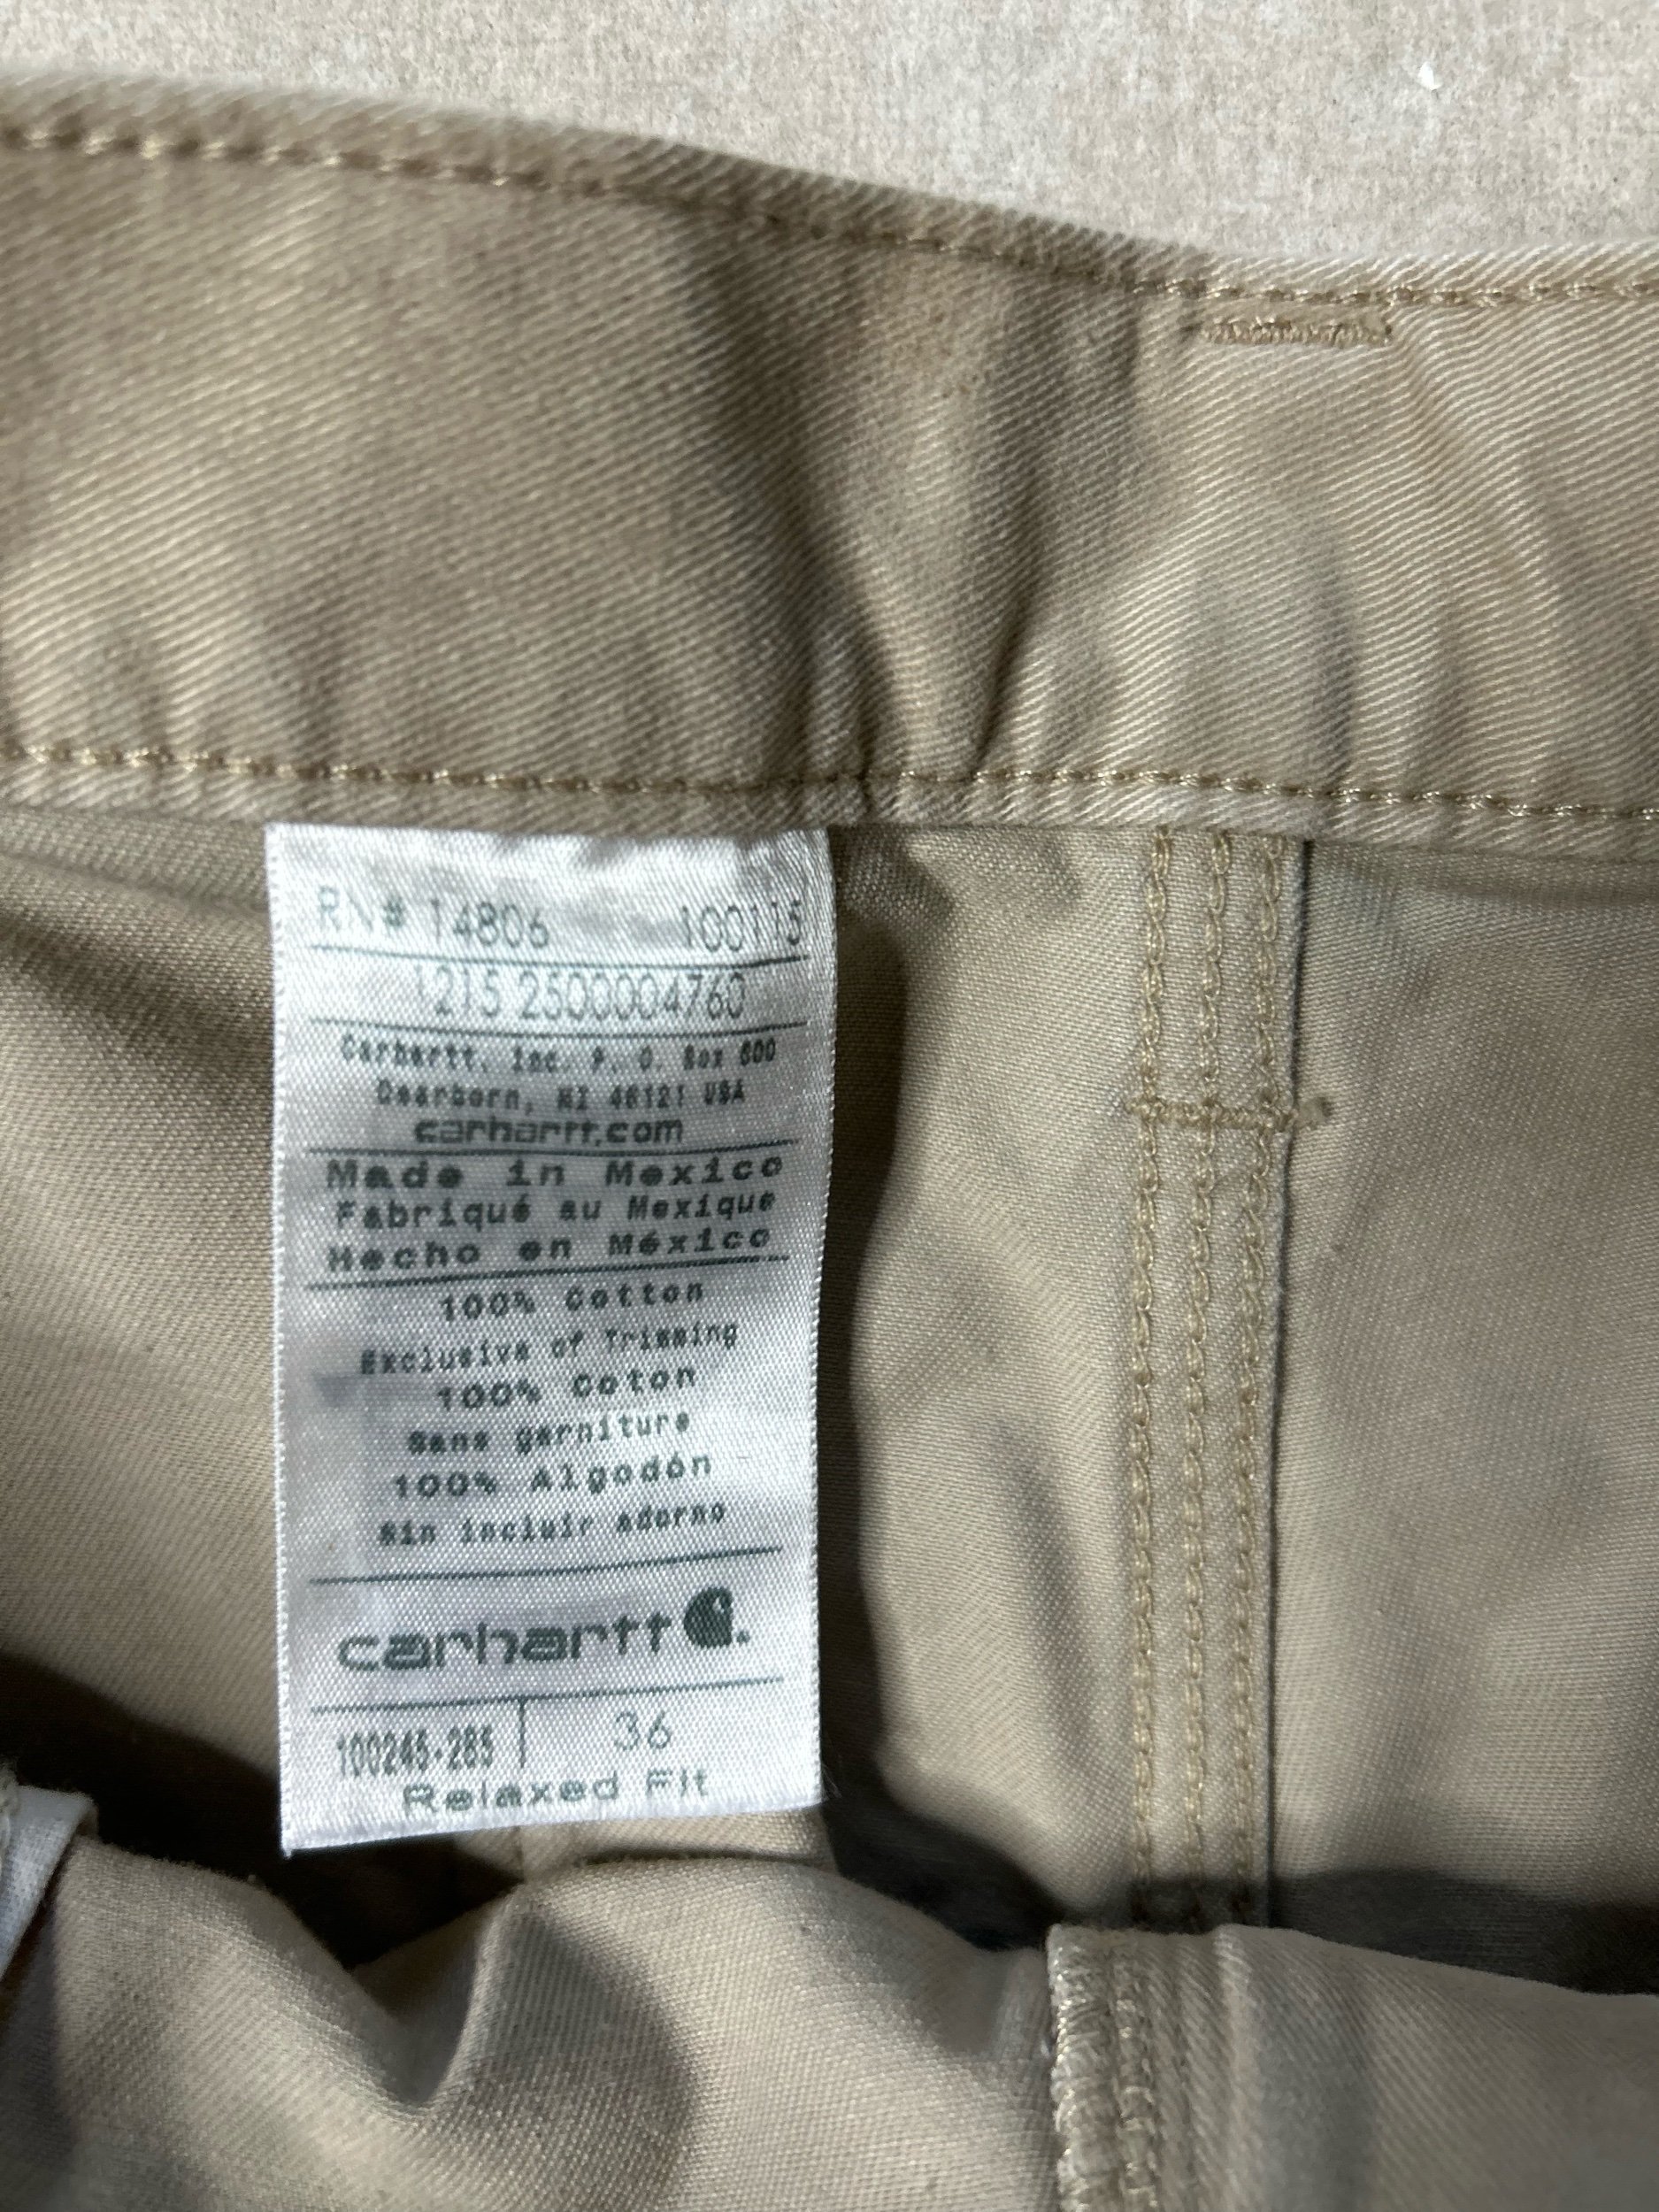 RN# 14806 100115
1215 2500004760
Carhartt, Inc. P. O. Box 600
Dearborn, MI 48121 USA
carhartt.com
Made in Mexico
Fabriqué au Mexique
Hecho en México
100% Cotton
Exclusive of Trimming
100% Coton
Sans garniture
100% Algodón
sin incluir adorno
carhartt
100245-285 36
Relaxed Fit